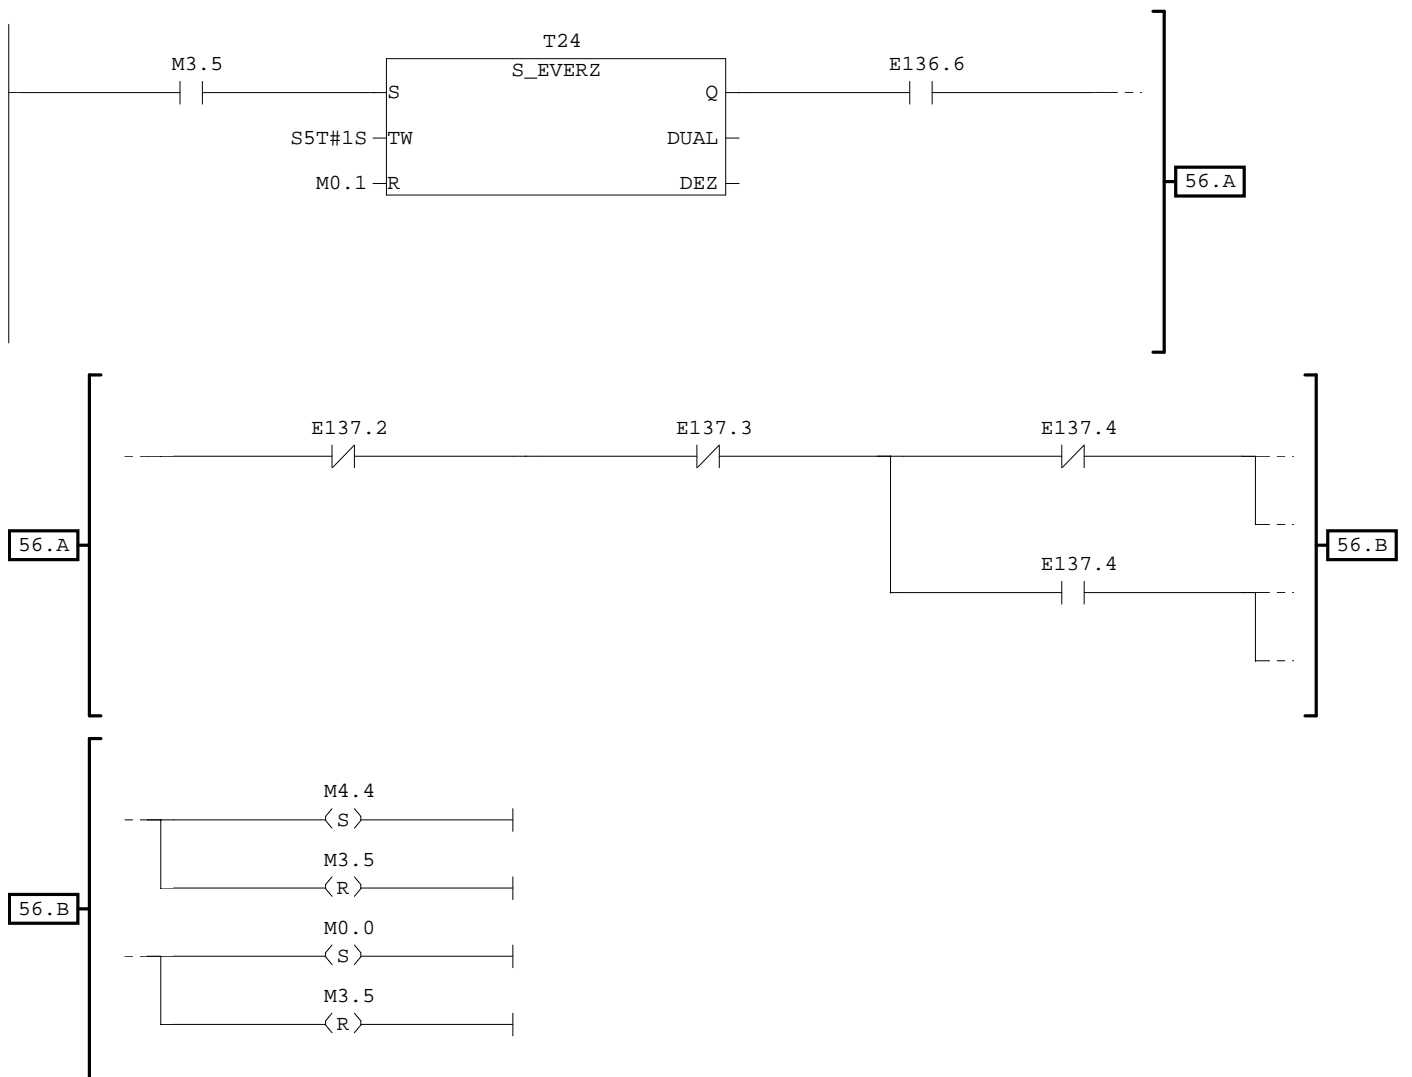 T24
M3.5
S_EVERZ
E136.6
S
Q
S5T#1S
TW
DUAL
M0.1
R
DEZ
56.A
E137.2
E137.3
E137.4
56.A
56.B
E137.4
M4.4
S
M3.5
R
56.B
M0.0
S
M3.5
R